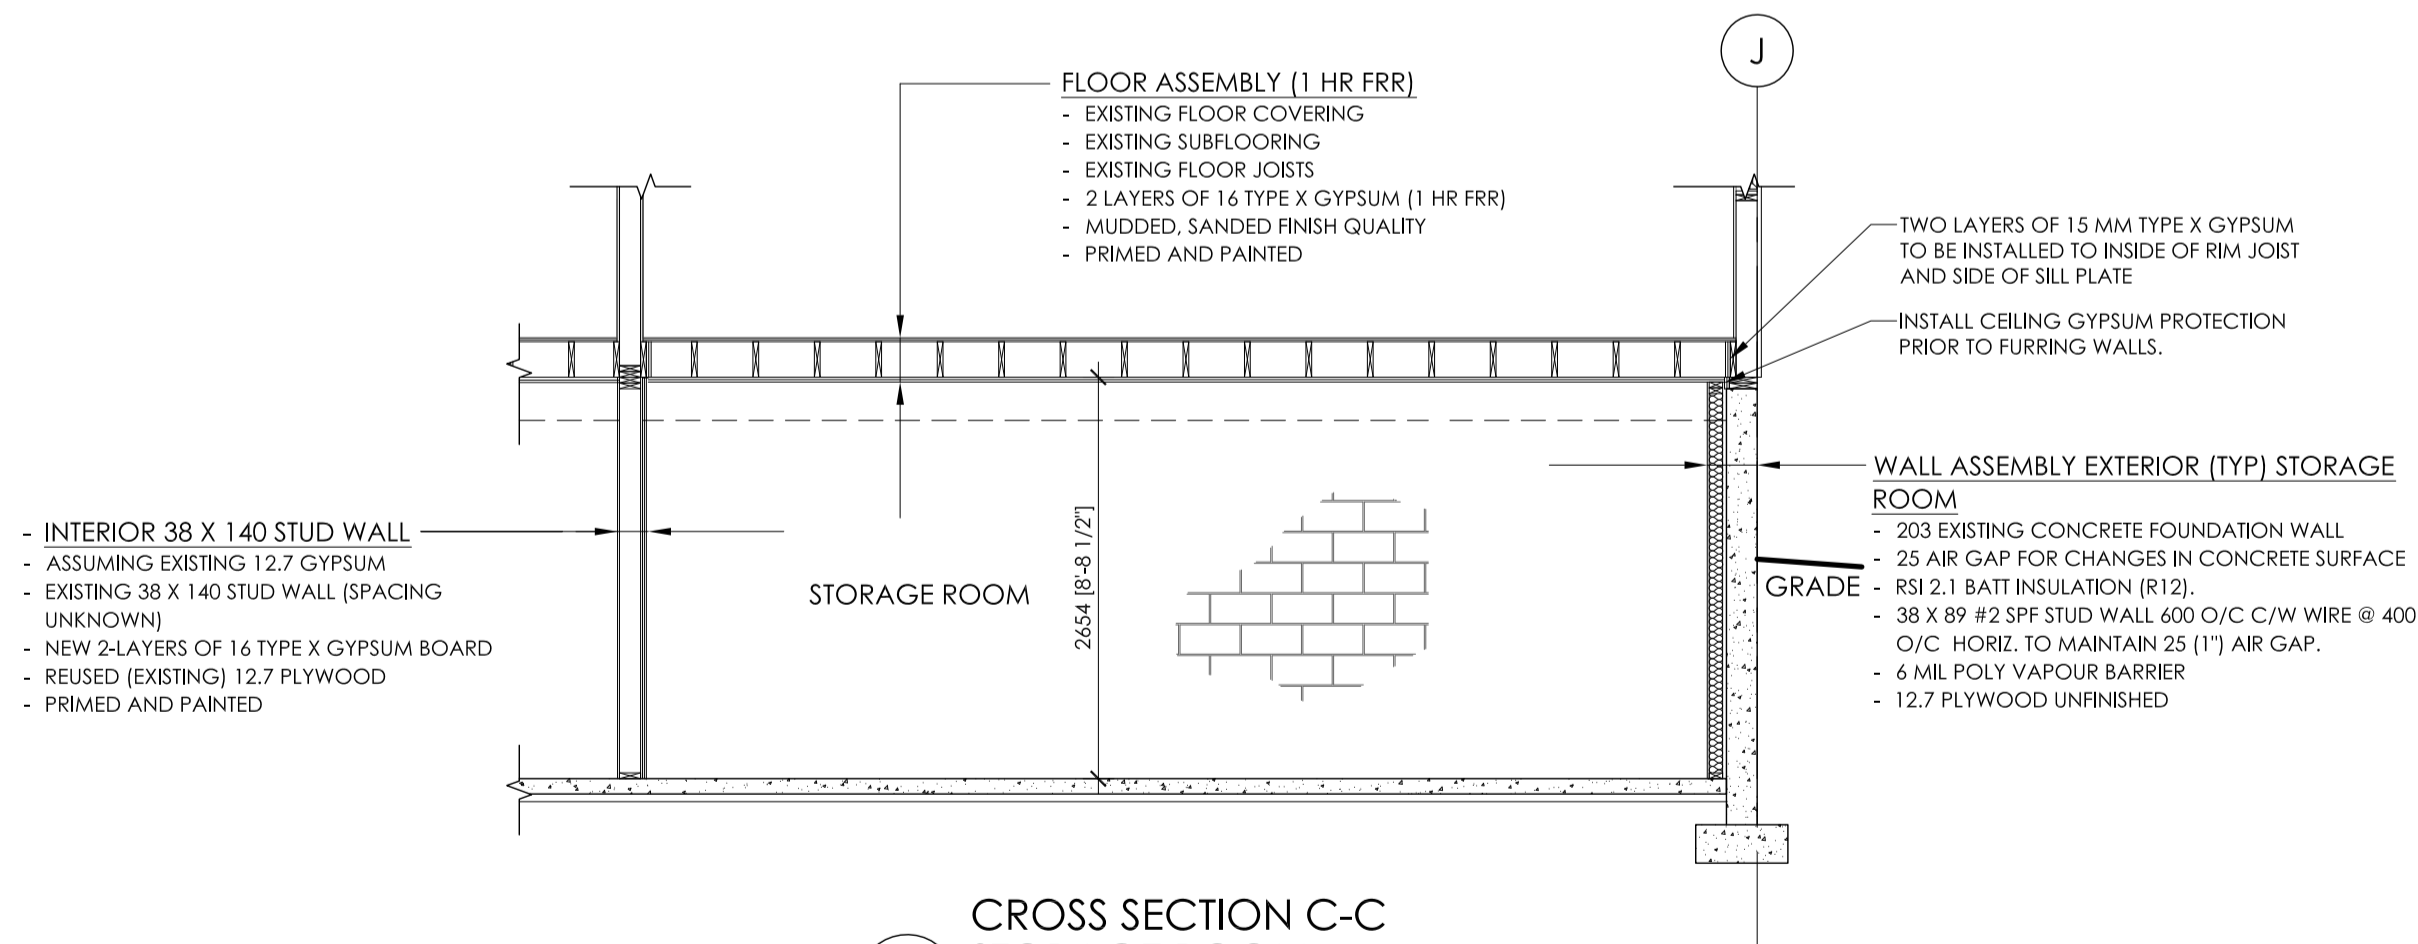 J
FLOOR ASSEMBLY (1 HR FRR)
- EXISTING FLOOR COVERING
- EXISTING SUBFLOORING
- EXISTING FLOOR JOISTS
- 2 LAYERS OF 16 TYPE X GYPSUM (1 HR FRR)
- MUDDED, SANDED FINISH QUALITY
- PRIMED AND PAINTED
TWO LAYERS OF 15 MM TYPE X GYPSUM
TO BE INSTALLED TO INSIDE OF RIM JOIST
AND SIDE OF SILL PLATE
INSTALL CEILING GYPSUM PROTECTION
PRIOR TO FURRING WALLS.
- INTERIOR 38 X 140 STUD WALL
- ASSUMING EXISTING 12.7 GYPSUM
- EXISTING 38 X 140 STUD WALL (SPACING
UNKNOWN)
- NEW 2-LAYERS OF 16 TYPE X GYPSUM BOARD
- REUSED (EXISTING) 12.7 PLYWOOD
- PRIMED AND PAINTED
STORAGE ROOM
2654 [8'-8 1/2"]
GRADE
WALL ASSEMBLY EXTERIOR (TYP) STORAGE
ROOM
- 203 EXISTING CONCRETE FOUNDATION WALL
- 25 AIR GAP FOR CHANGES IN CONCRETE SURFACE
- RSI 2.1 BATT INSULATION (R12).
- 38 X 89 #2 SPF STUD WALL 600 O/C C/W WIRE @ 400
O/C HORIZ. TO MAINTAIN 25 (1") AIR GAP.
- 6 MIL POLY VAPOUR BARRIER
- 12.7 PLYWOOD UNFINISHED
CROSS SECTION C-C